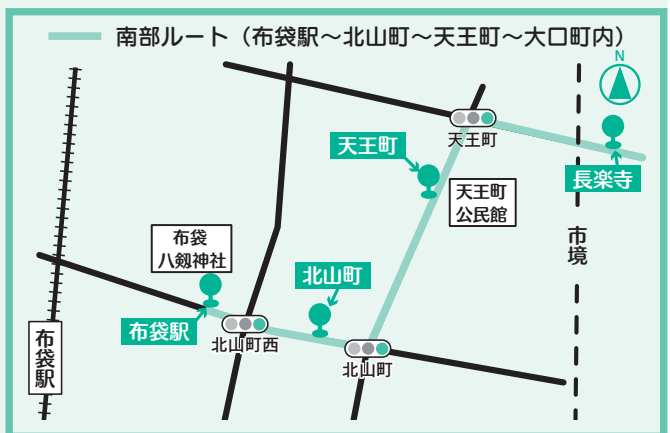 南部ルート（布袋駅～北山町～天王町～大口町内）
N
天王町
天王町
長楽寺
天王町
公民館
市境
布袋
八剱神社
北山町
布袋駅
北山町西
北山町
布袋駅